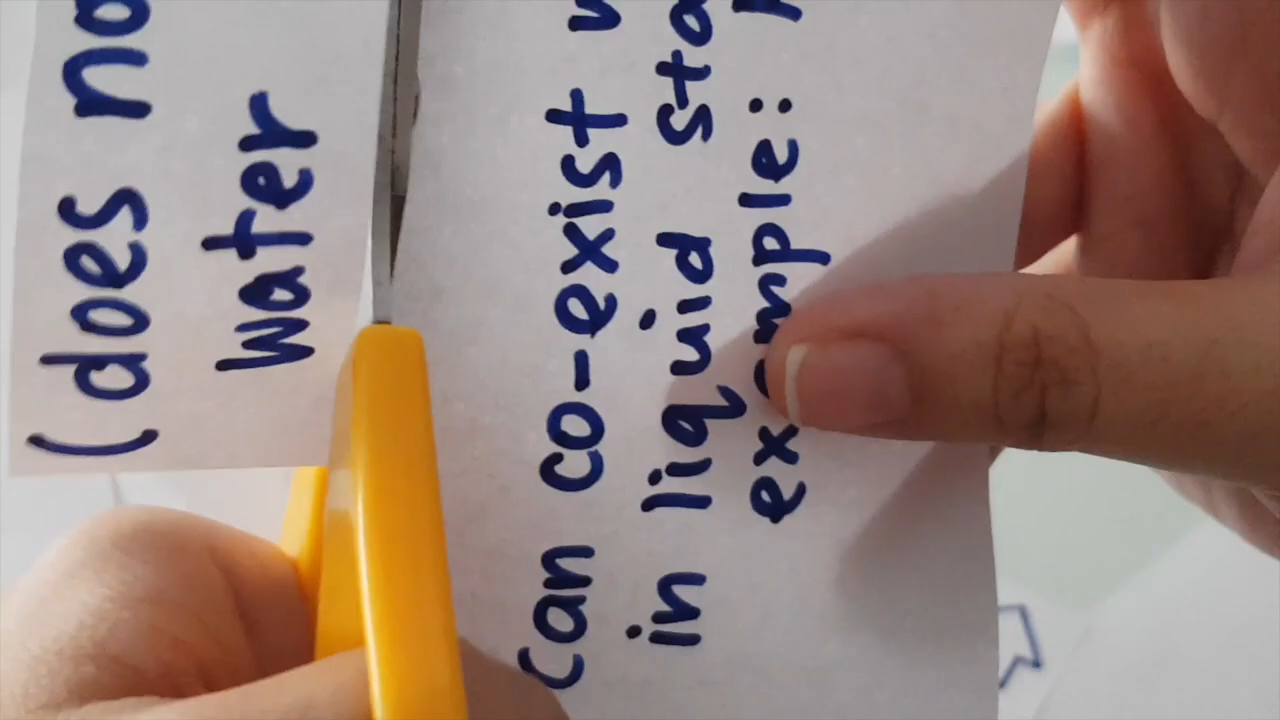 (does no
water
Can co-exist
in liquid sta
example: